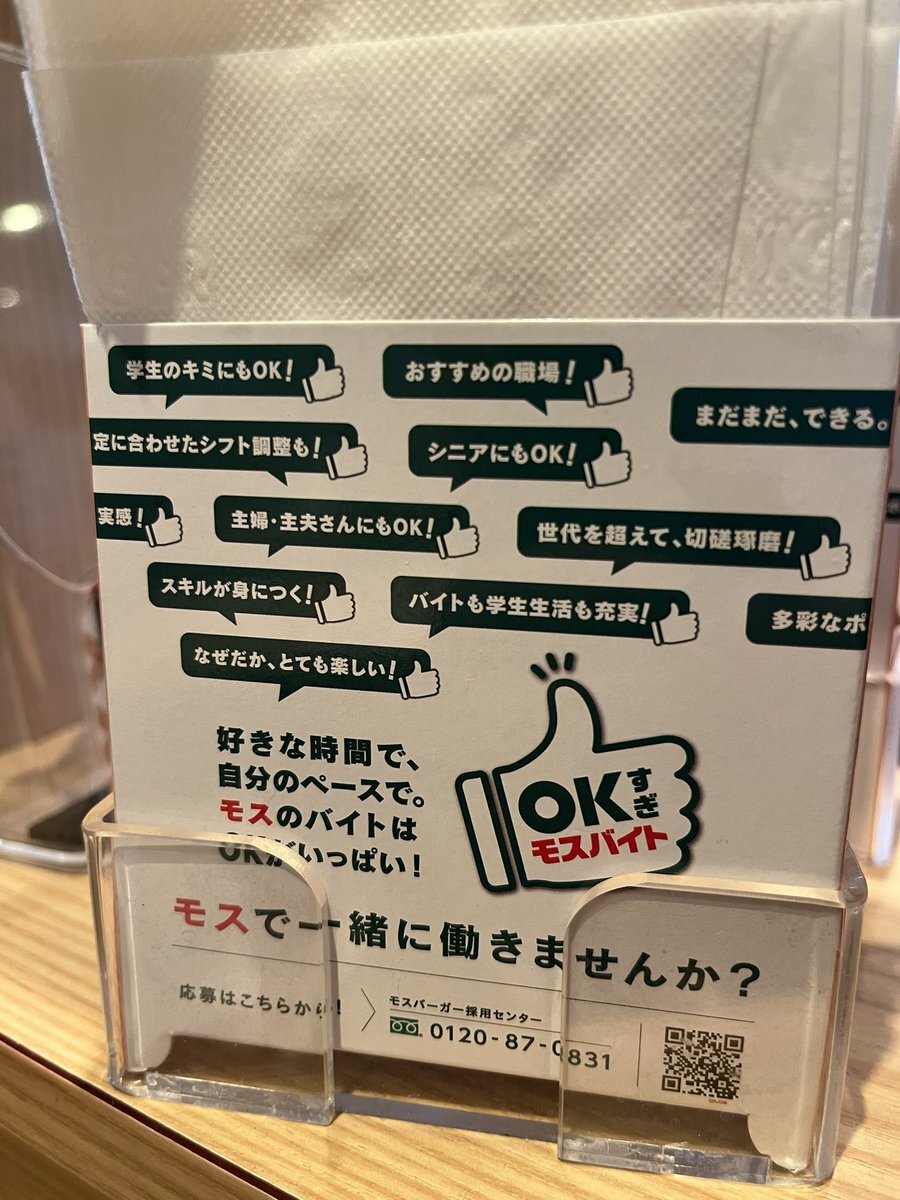 学生のキミにもOK!
おすすめの職場!
まだまだ、できる。
定に合わせたシフト調整も!
シニアにもOK!
実感!
主婦・主夫さんにもOK!
世代を超えて、切磋琢磨!
スキルが身につく!
バイトも学生生活も充実!
多彩なポ
なぜだか、とても楽しい!
好きな時間で、
自分のペースで。
モスのバイトは
OKがいっぱい!
OKすぎ
モスバイト
モスで一緒に働きませんか?
応募はこちらから!
モスバーガー採用センター
0120-87-0831